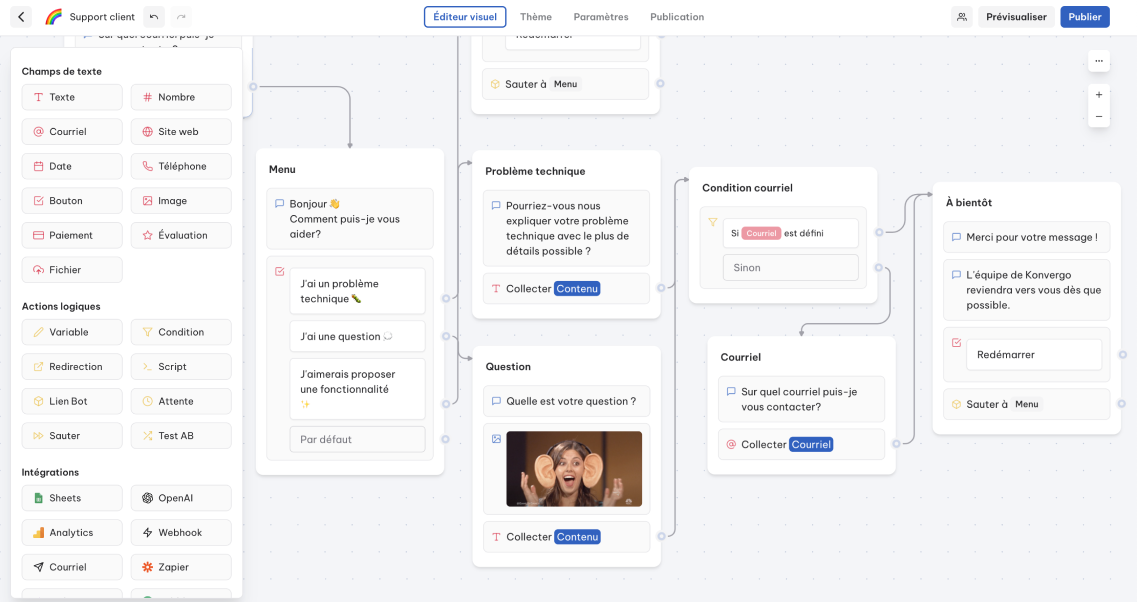 Support client
Éditeur visuel
Thème
Paramètres
Publication
Prévisualiser
Publier
Champs de texte
Texte
Nombre
Courriel
Site web
Date
Téléphone
Bouton
Image
Paiement
Évaluation
Fichier
Actions logiques
Variable
Condition
Redirection
Script
Lien Bot
Attente
Sauter
Test AB
Intégrations
Sheets
OpenAI
Analytics
Webhook
Courriel
Zapier
Menu
Bonjour 👋
Comment puis-je vous
aider?
J'ai un problème
technique 🐛
J'ai une question 💭
J'aimerais proposer
une fonctionnalité
✨
Par défaut
Redémarrer
Sauter à Menu
Problème technique
Pourriez-vous nous
expliquer votre problème
technique avec le plus de
détails possible ?
Collecter Contenu
Question
Quelle est votre question ?
Collecter Contenu
Condition courriel
Si Courriel est défini
Sinon
Courriel
Sur quel courriel puis-je
vous contacter?
Collecter Courriel
À bientôt
Merci pour votre message !
L'équipe de Konvergo
reviendra vers vous dès que
possible.
Redémarrer
Sauter à Menu